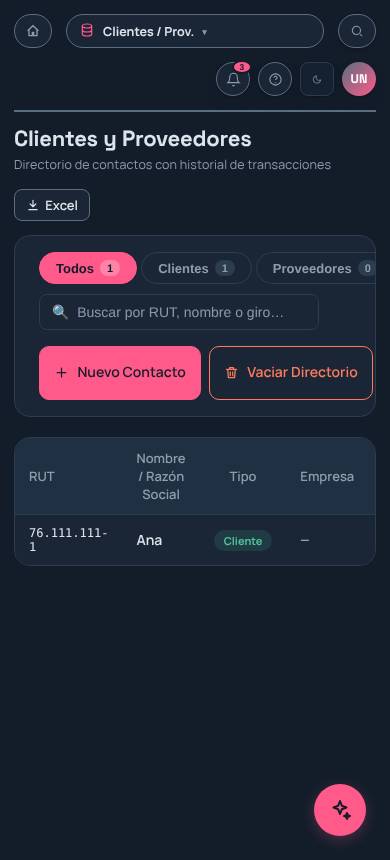 Clientes / Prov. ▾
3
UN
Clientes y Proveedores
Directorio de contactos con historial de transacciones
Excel
Todos 1 Clientes 1 Proveedores 0
Buscar por RUT, nombre o giro…
+ Nuevo Contacto Vaciar Directorio
RUT Nombre / Razón Social Tipo Empresa
76.111.111-1 Ana Cliente —